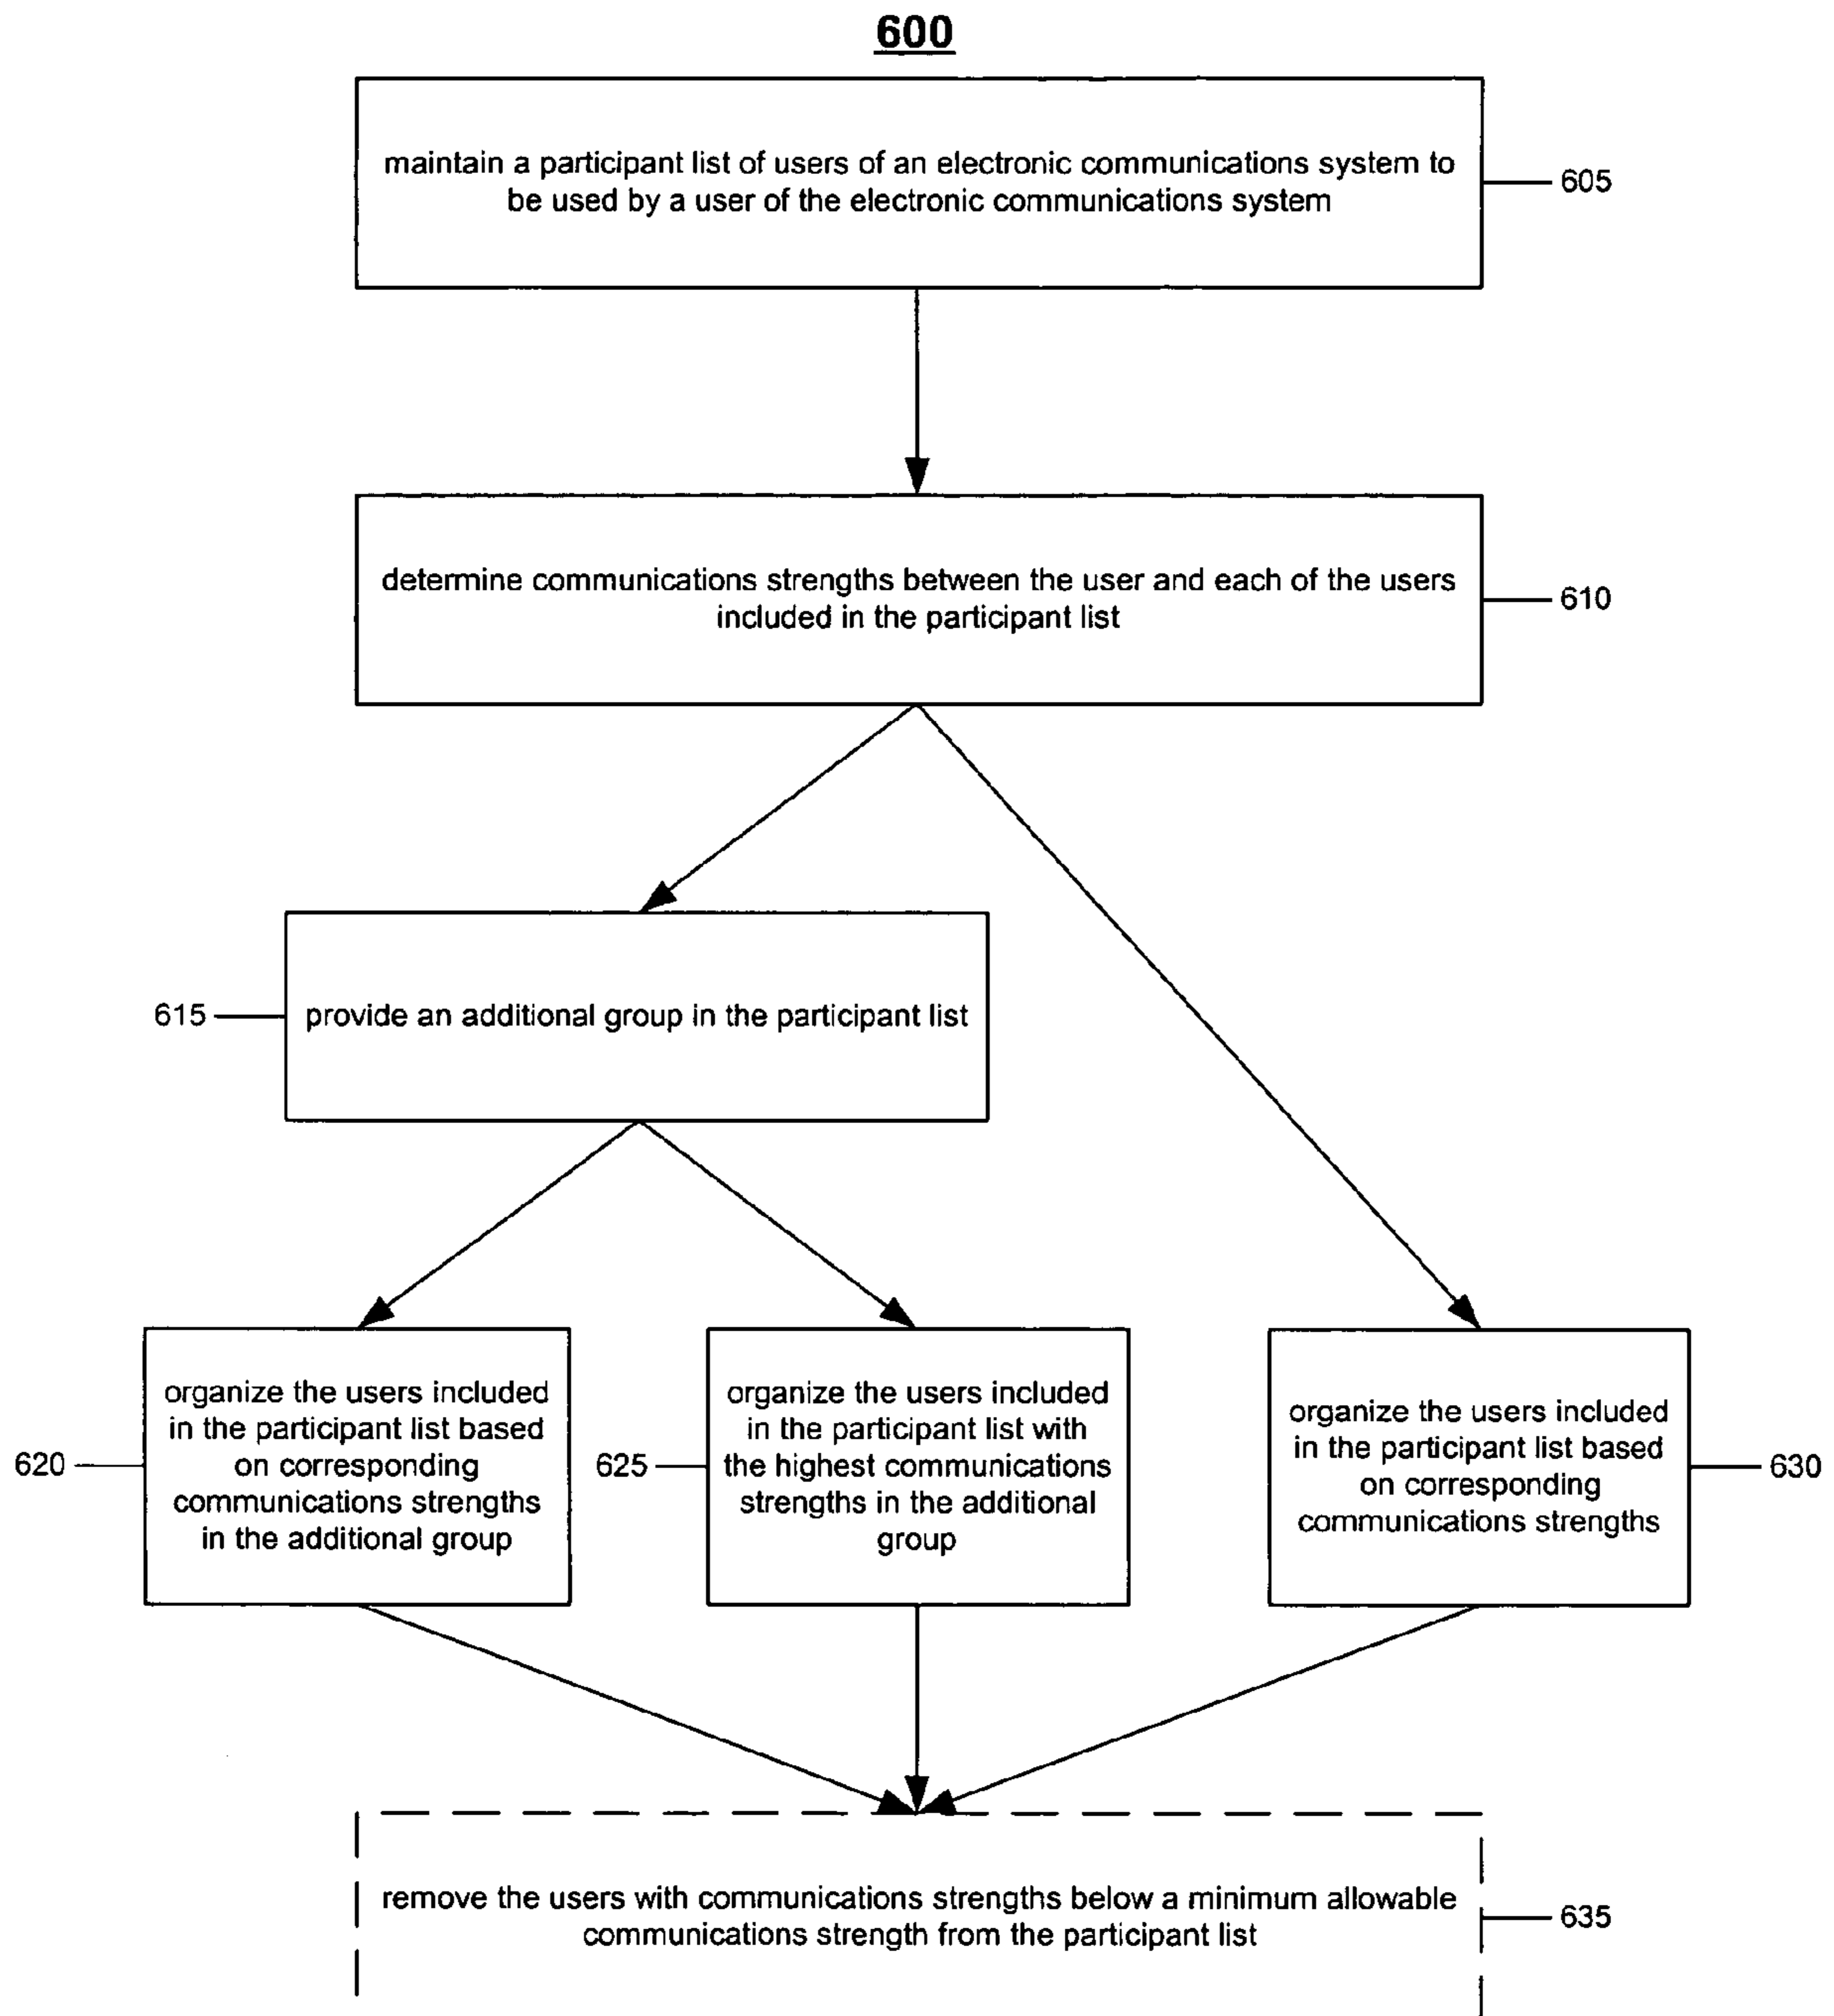 600
maintain a participant list of users of an electronic communications system to
be used by a user of the electronic communications system
605
determine communications strengths between the user and each of the users
included in the participant list
610
615
provide an additional group in the participant list
620
organize the users included
in the participant list based
on corresponding
communications strengths
in the additional group
625
organize the users included
in the participant list with
the highest communications
strengths in the additional
group
organize the users included
in the participant list based
on corresponding
communications strengths
630
remove the users with communications strengths below a minimum allowable
communications strength from the participant list
635